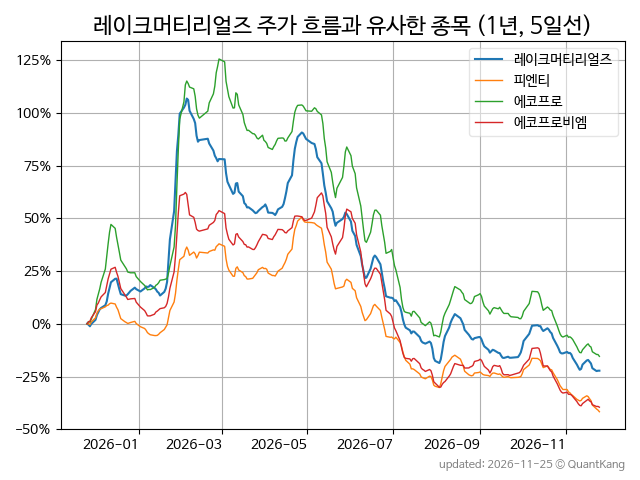 레이크머티리얼즈 주가 흐름과 유사한 종목 (1년, 5일선)
레이크머티리얼즈
피엔티
에코프로
에코프로비엠
125%
100%
75%
50%
25%
0%
−25%
−50%
2026-01
2026-03
2026-05
2026-07
2026-09
2026-11
updated: 2026-11-25 © QuantKang